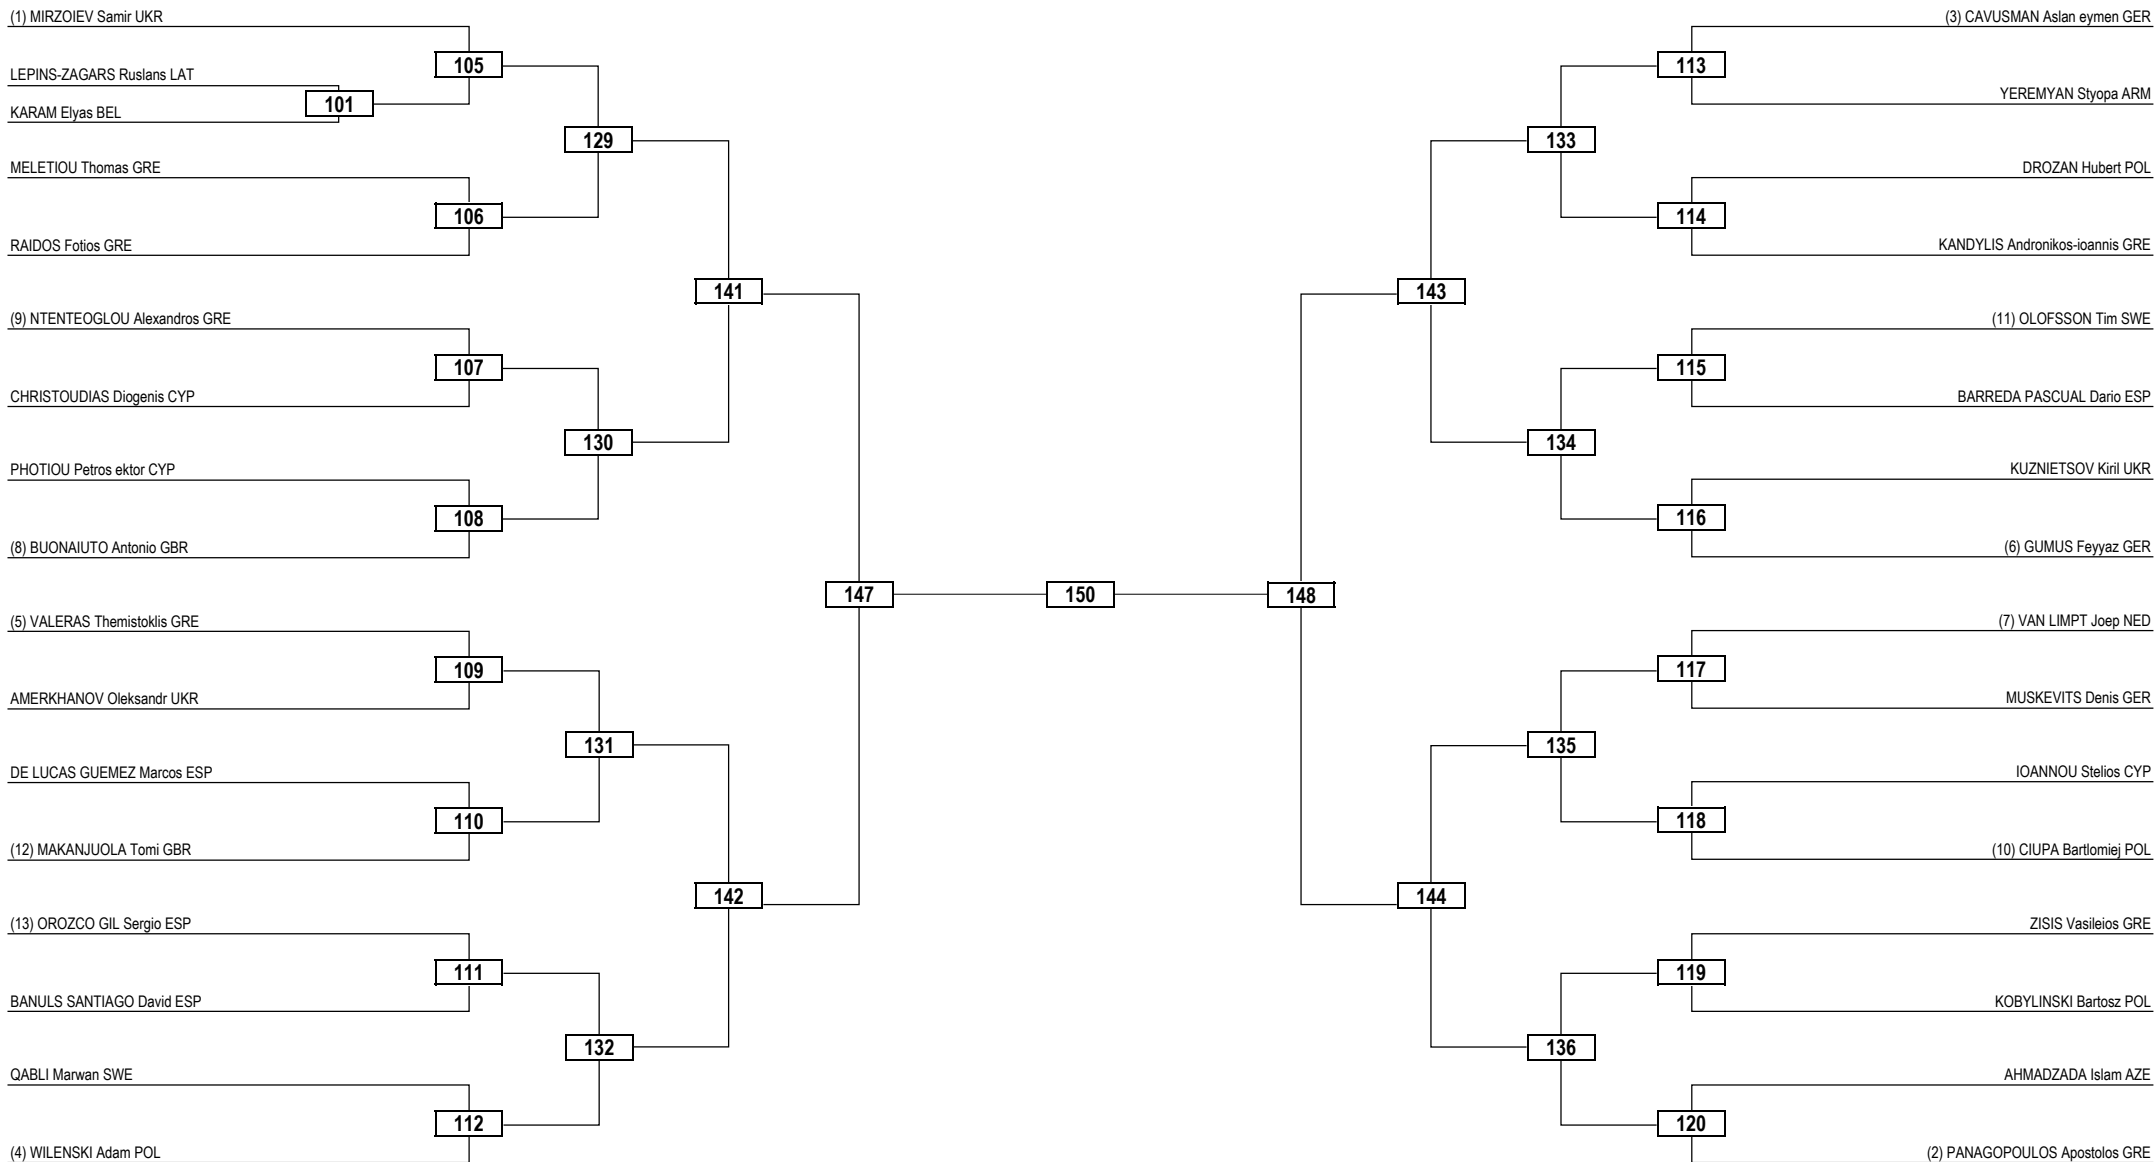 (1) MIRZOIEV Samir UKR
(3) CAVUSMAN Aslan eymen GER
105
113
LEPINS-ZAGARS Ruslans LAT
101
YEREMYAN Styopa ARM
KARAM Elyas BEL
129
133
MELETIOU Thomas GRE
DROZAN Hubert POL
106
114
RAIDOS Fotios GRE
KANDYLIS Andronikos-ioannis GRE
141
143
(9) NTENTEOGLOU Alexandros GRE
(11) OLOFSSON Tim SWE
107
115
CHRISTOUDIAS Diogenis CYP
BARREDA PASCUAL Dario ESP
130
134
PHOTIOU Petros ektor CYP
KUZNIETSOV Kiril UKR
108
116
(8) BUONAIUTO Antonio GBR
(6) GUMUS Feyyaz GER
147
150
148
(5) VALERAS Themistoklis GRE
(7) VAN LIMPT Joep NED
109
117
AMERKHANOV Oleksandr UKR
MUSKEVITS Denis GER
131
135
DE LUCAS GUEMEZ Marcos ESP
IOANNOU Stelios CYP
110
118
(12) MAKANJUOLA Tomi GBR
(10) CIUPA Bartlomiej POL
142
144
(13) OROZCO GIL Sergio ESP
ZISIS Vasileios GRE
111
119
BANULS SANTIAGO David ESP
KOBYLINSKI Bartosz POL
132
136
QABLI Marwan SWE
AHMADZADA Islam AZE
112
120
(4) WILENSKI Adam POL
(2) PANAGOPOULOS Apostolos GRE